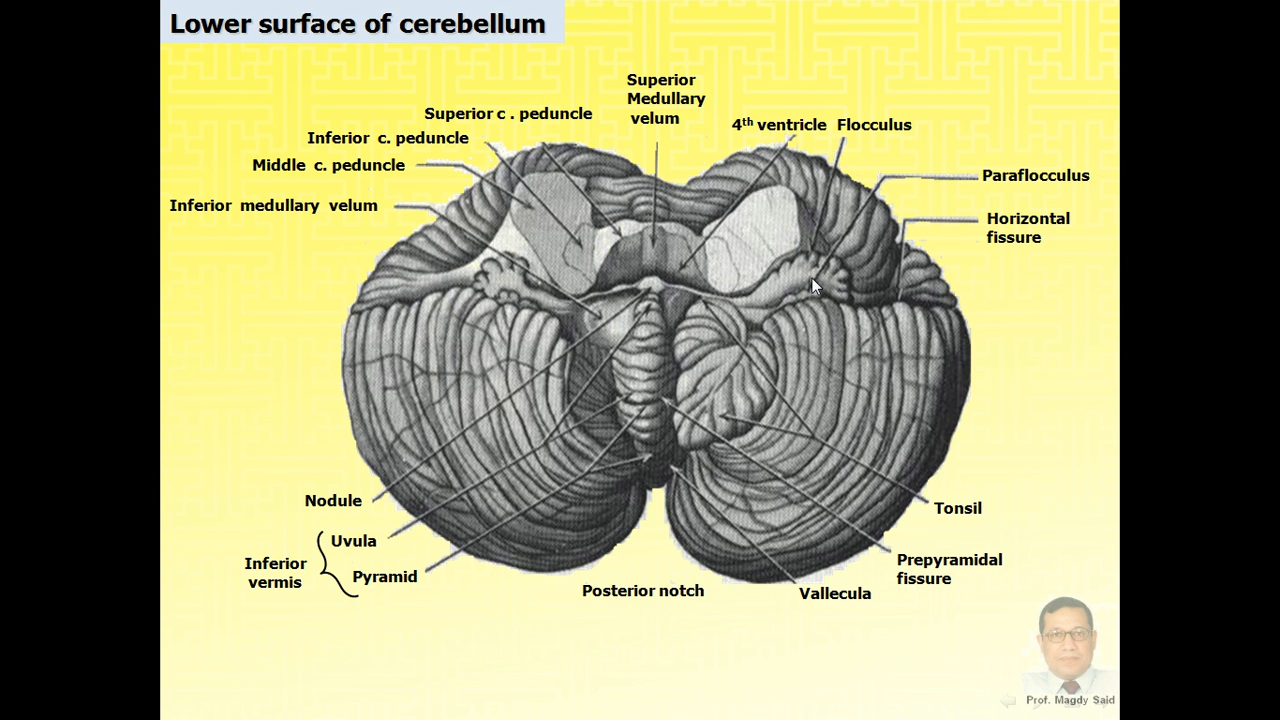 Lower surface of cerebellum
Superior
Medullary
velum
Superior c . peduncle
4th ventricle
Flocculus
Inferior c. peduncle
Middle c. peduncle
Paraflocculus
Inferior medullary velum
Horizontal
fissure
Nodule
Tonsil
Uvula
Inferior
vermis
Pyramid
Prepyramidal
fissure
Posterior notch
Vallecula
Prof. Magdy Said